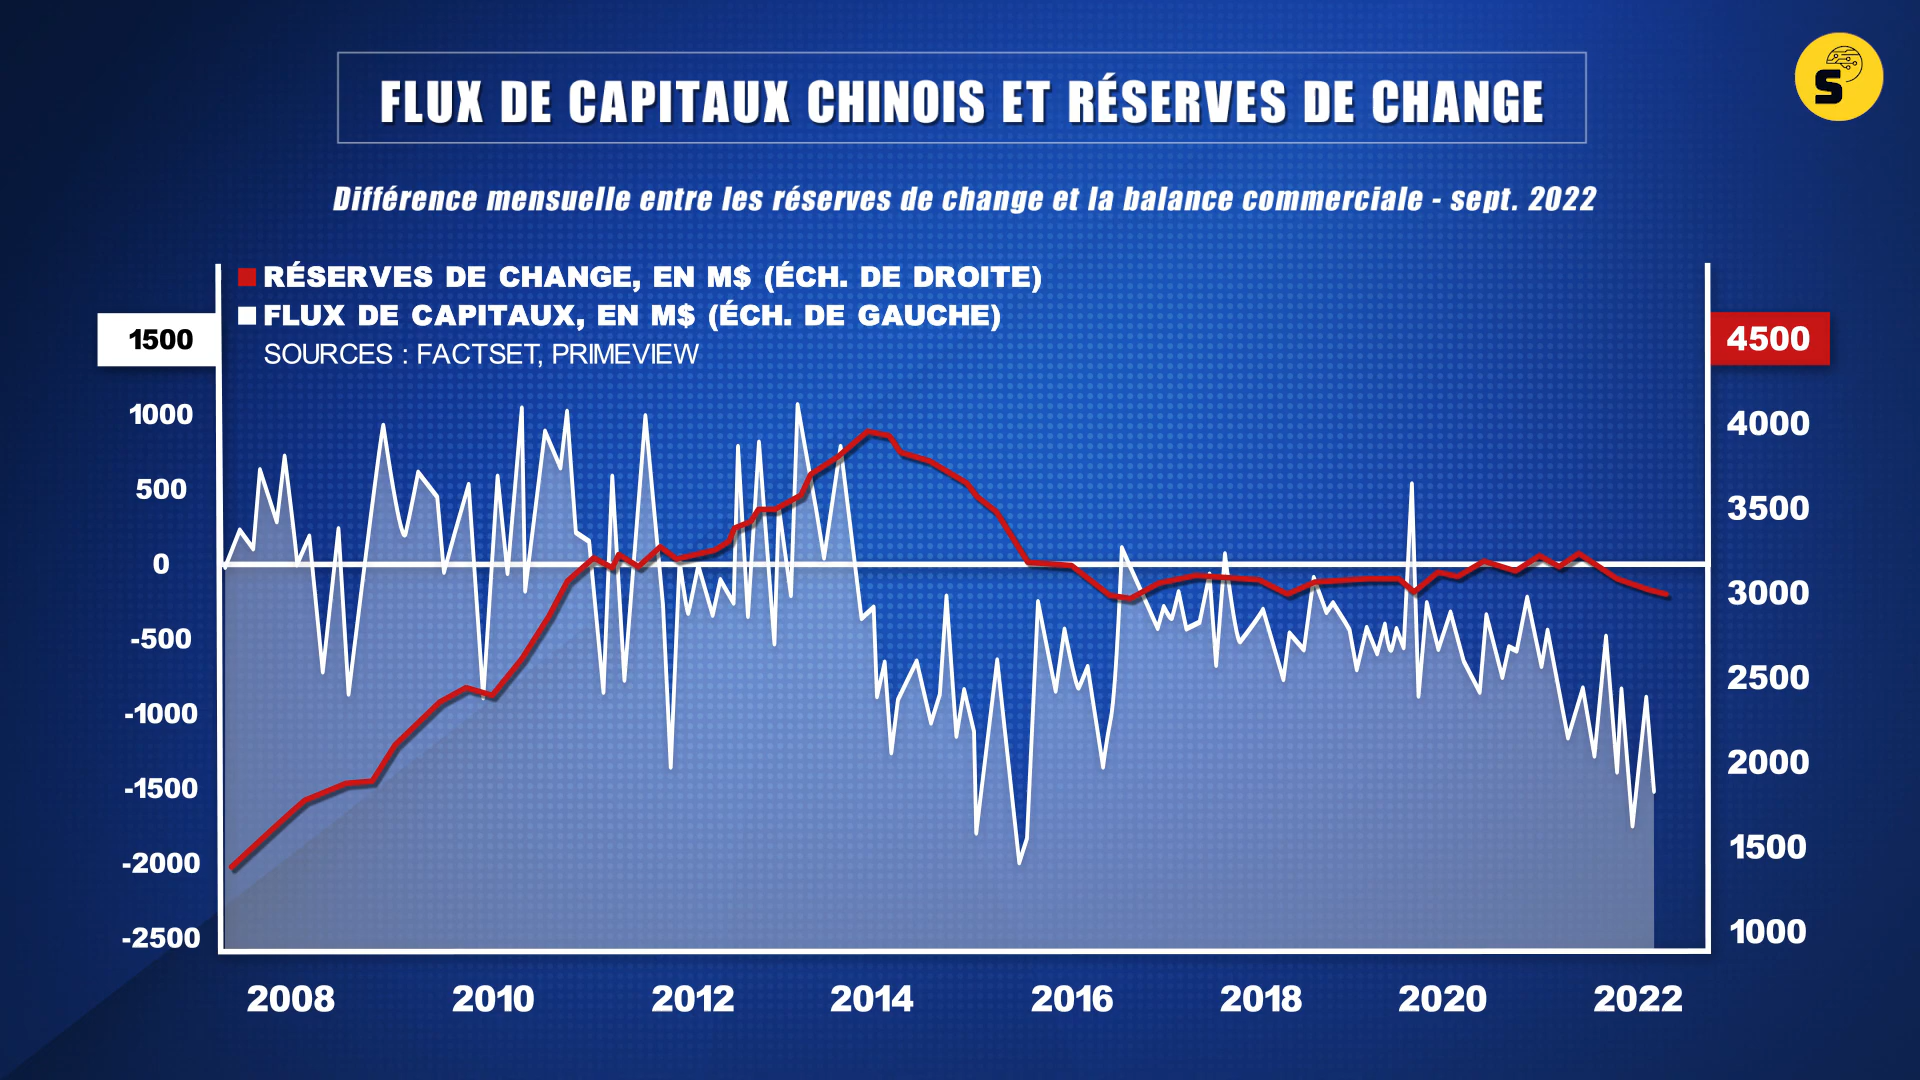 FLUX DE CAPITAUX CHINOIS ET RÉSERVES DE CHANGE
S
Différence mensuelle entre les réserves de change et la balance commerciale - sept. 2022
RÉSERVES DE CHANGE, EN M$ (ÉCH. DE DROITE)
FLUX DE CAPITAUX, EN M$ (ÉCH. DE GAUCHE)
SOURCES : FACTSET, PRIMEVIEW
1500
1000
500
0
-500
-1000
-1500
-2000
-2500
4500
4000
3500
3000
2500
2000
1500
1000
2008 2010 2012 2014 2016 2018 2020 2022